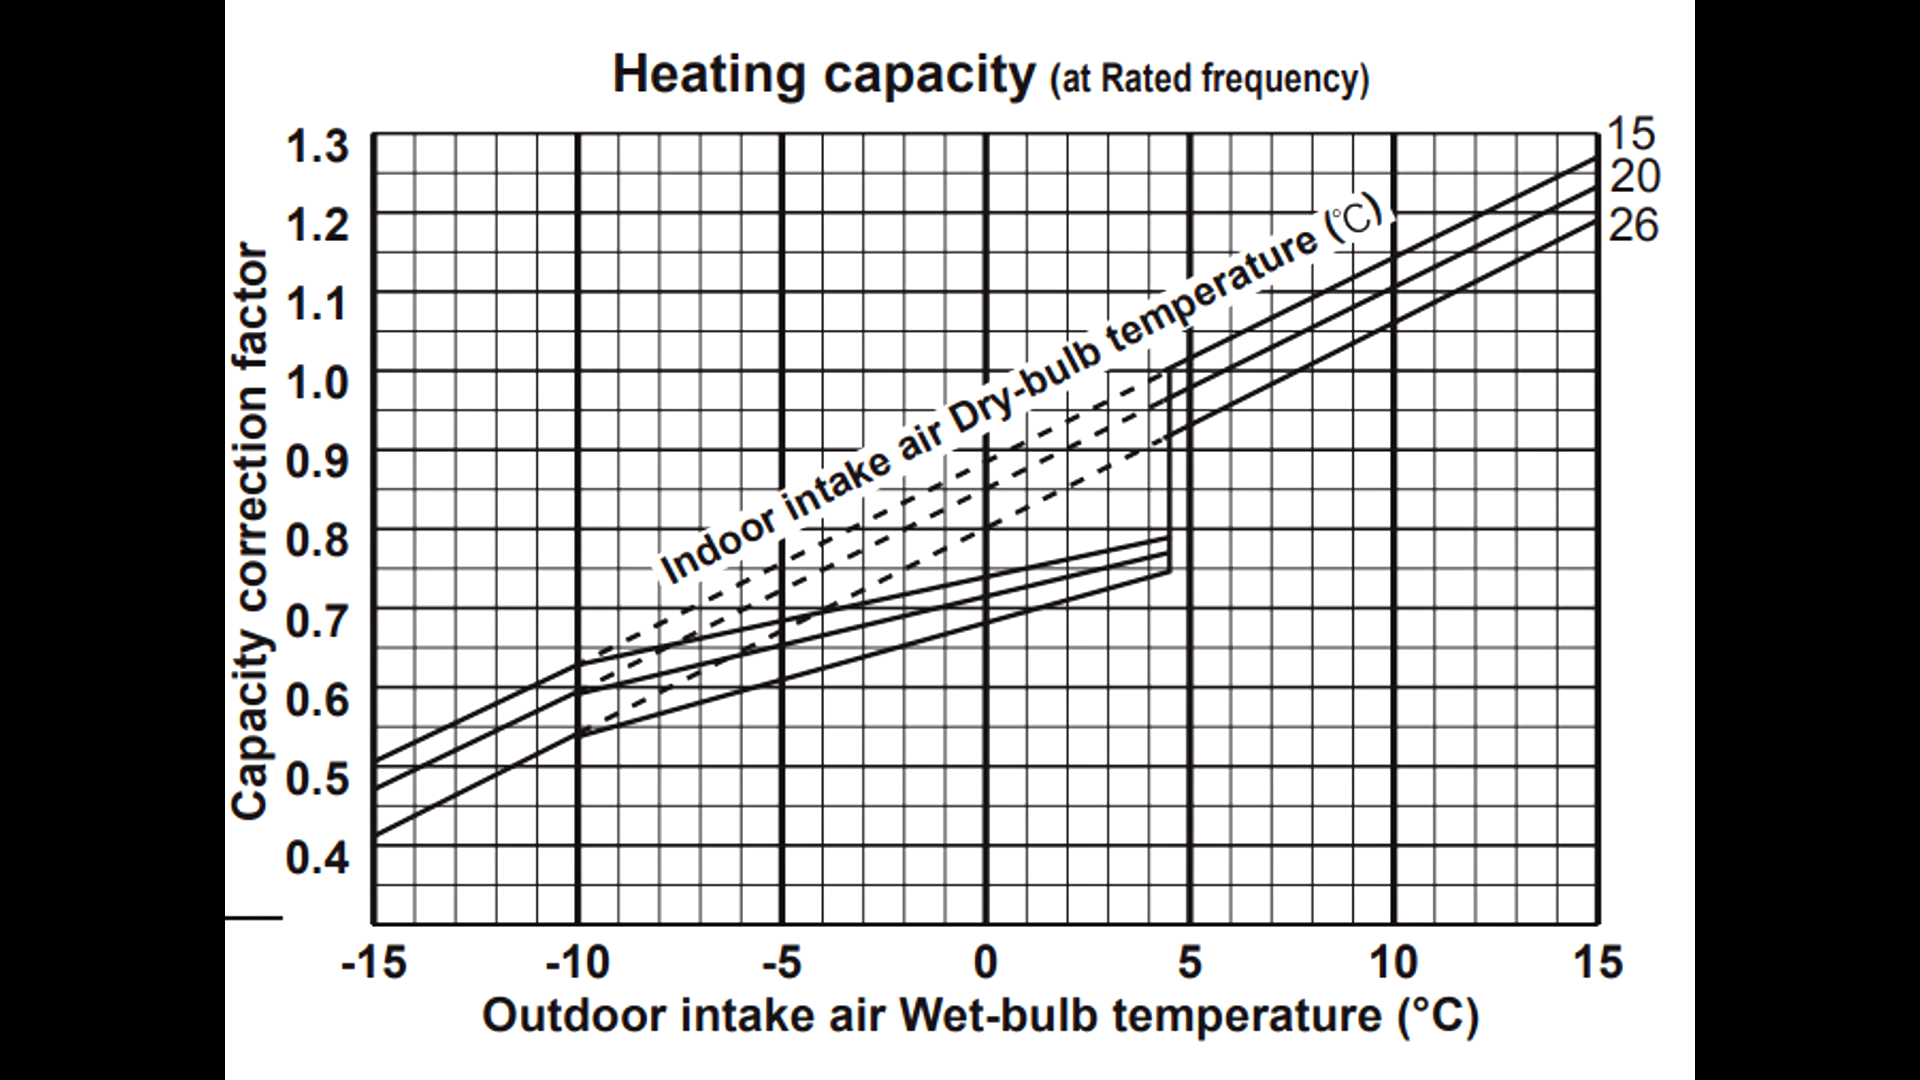 Heating capacity (at Rated frequency)
1.3
1.2
1.1
1.0
0.9
0.8
0.7
0.6
0.5
0.4
Capacity correction factor
Indoor intake air Dry-bulb temperature (℃)
15
20
26
-15 -10 -5 0 5 10 15
Outdoor intake air Wet-bulb temperature (°C)